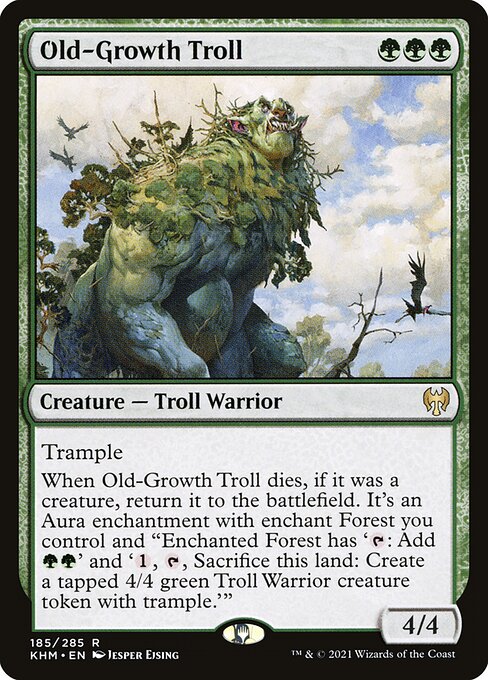 Old-Growth Troll
Creature — Troll Warrior
Trample
When Old-Growth Troll dies, if it was a
creature, return it to the battlefield. It's an
Aura enchantment with enchant Forest you
control and “Enchanted Forest has ‘: Add
’ and ‘1, , Sacrifice this land: Create
a tapped 4/4 green Troll Warrior creature
token with trample.’”
4/4
185/285 R
KHM • EN Jesper Ejsing
™ & © 2021 Wizards of the Coast